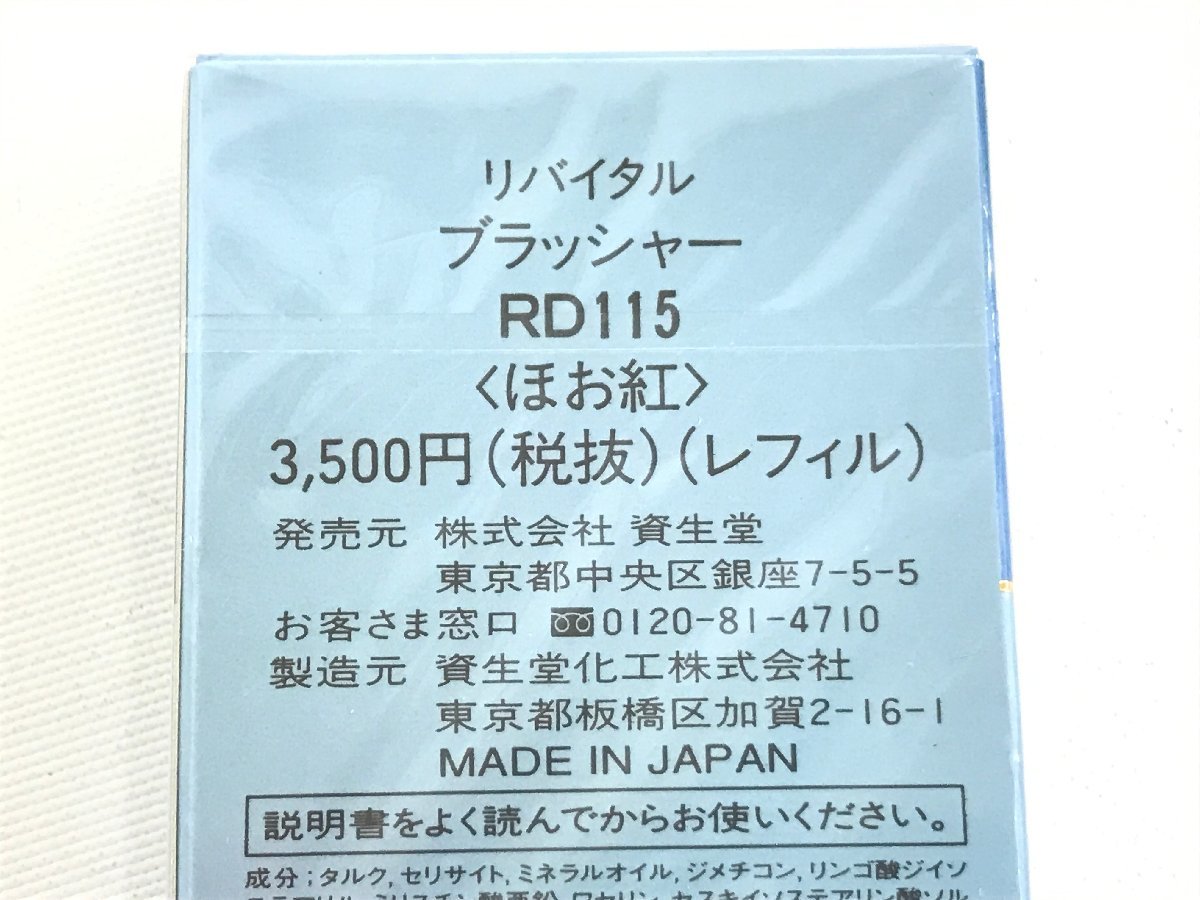 リバイタル
ブラッシャー
RD115
〈ほお紅〉
3,500円(税抜)(レフィル)
発売元 株式会社 資生堂
東京都中央区銀座7-5-5
お客さま窓口 0120-81-4710
製造元 資生堂化工株式会社
東京都板橋区加賀2-16-1
MADE IN JAPAN
説明書をよく読んでからお使いください。
成分;タルク,セリサイト,ミネラルオイル,ジメチコン,リンゴ酸ジイソ